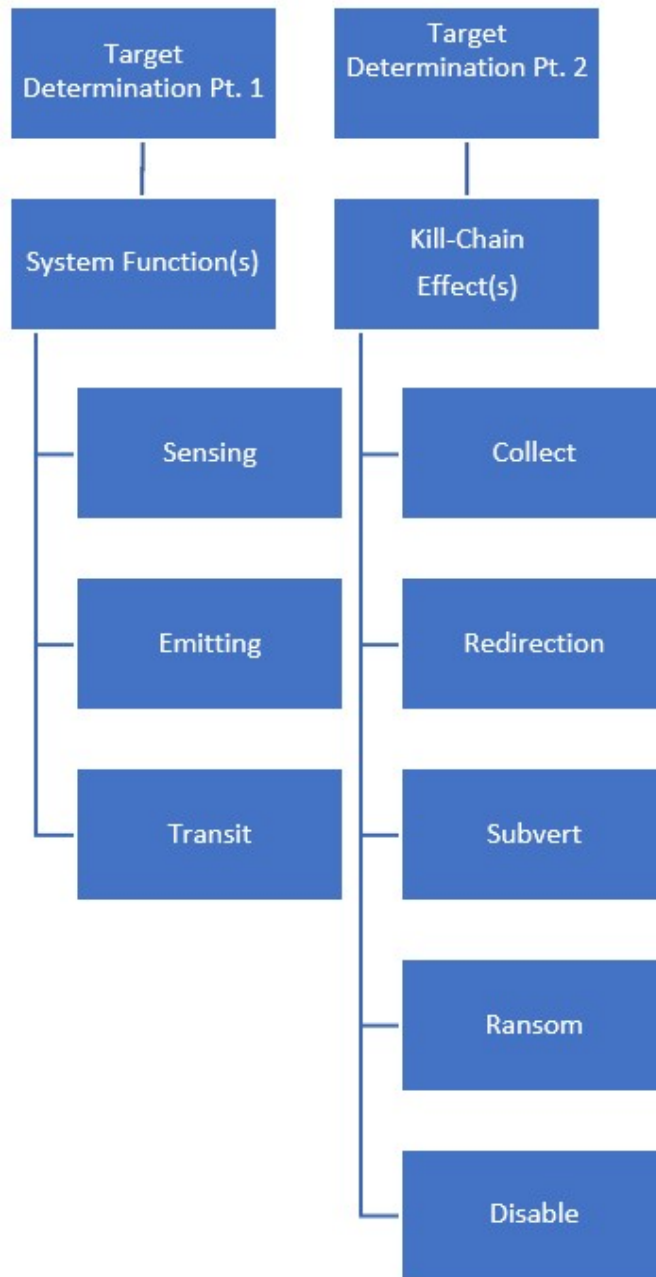 Target
Determination Pt. 1
System Function(s)
Sensing
Emitting
Transit
Target
Determination Pt. 2
Kill-Chain
Effect(s)
Collect
Redirection
Subvert
Ransom
Disable